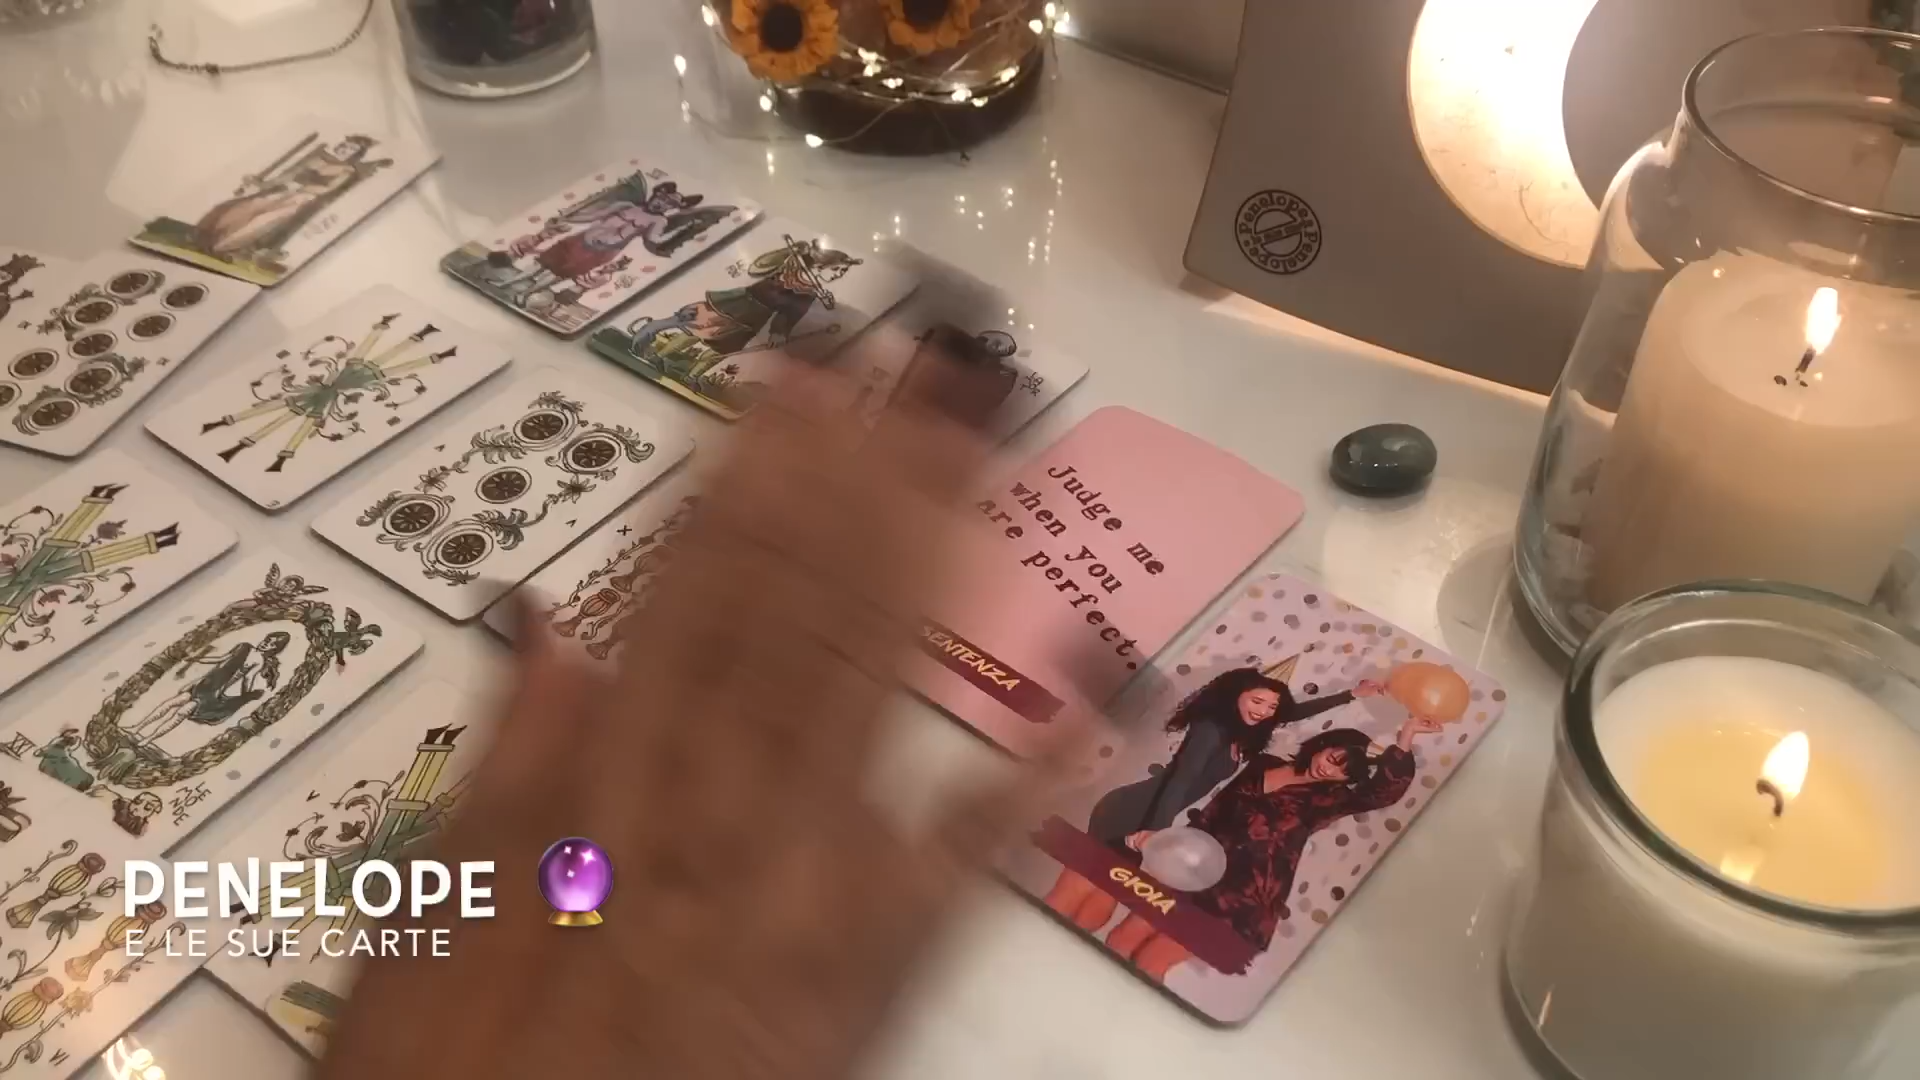 Judge me
when you
are perfect.
SENTENZA
GIOIA
PENELOPE
E LE SUE CARTE